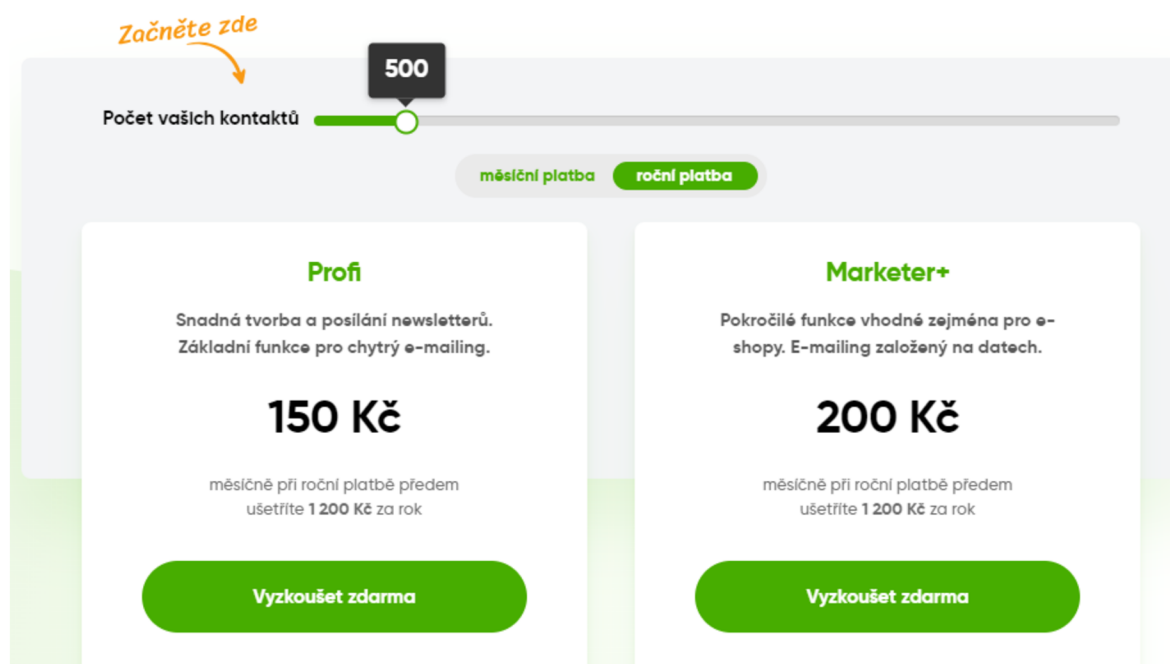 Začněte zde
500
Počet vašich kontaktů
měsíční platba
roční platba
Profi
Snadná tvorba a posílání newsletterů.
Základní funkce pro chytrý e-mailing.
150 Kč
měsíčně při roční platbě předem
ušetříte 1 200 Kč za rok
Vyzkoušet zdarma
Marketer+
Pokročilé funkce vhodné zejména pro e-
shopy. E-mailing založený na datech.
200 Kč
měsíčně při roční platbě předem
ušetříte 1 200 Kč za rok
Vyzkoušet zdarma